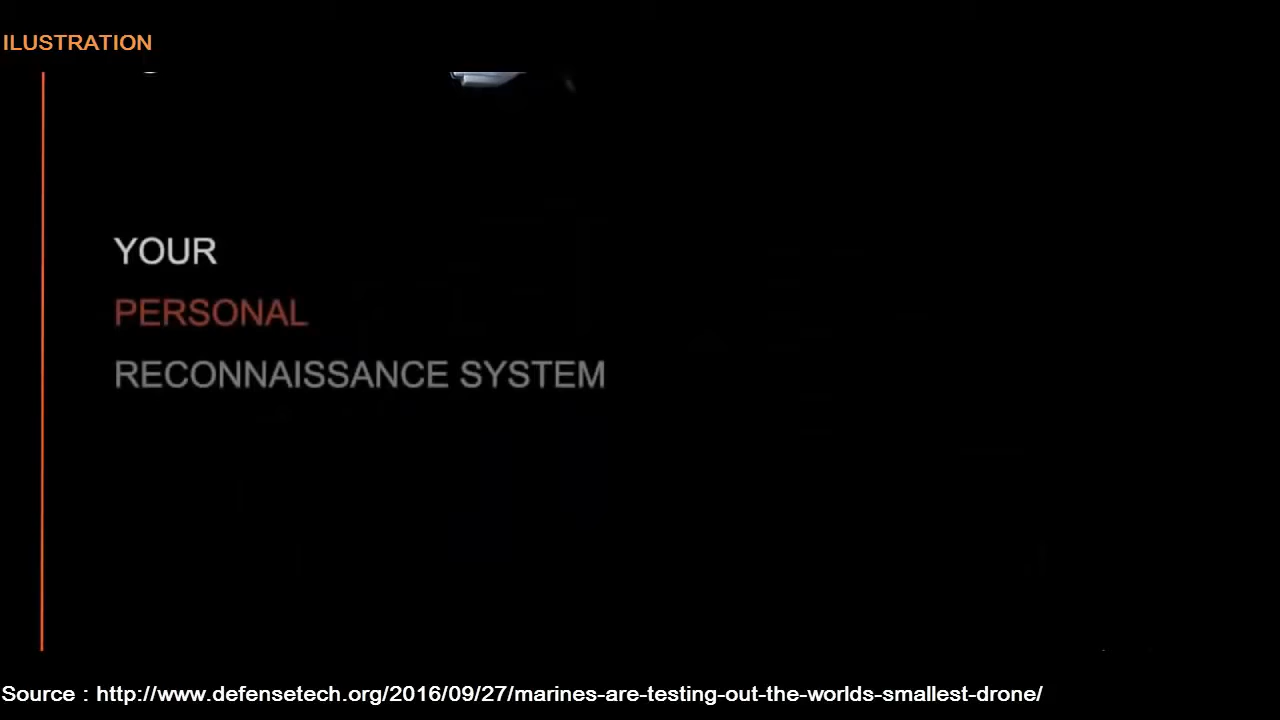 ILUSTRATION
YOUR
PERSONAL
RECONNAISSANCE SYSTEM
Source : http://www.defensetech.org/2016/09/27/marines-are-testing-out-the-worlds-smallest-drone/